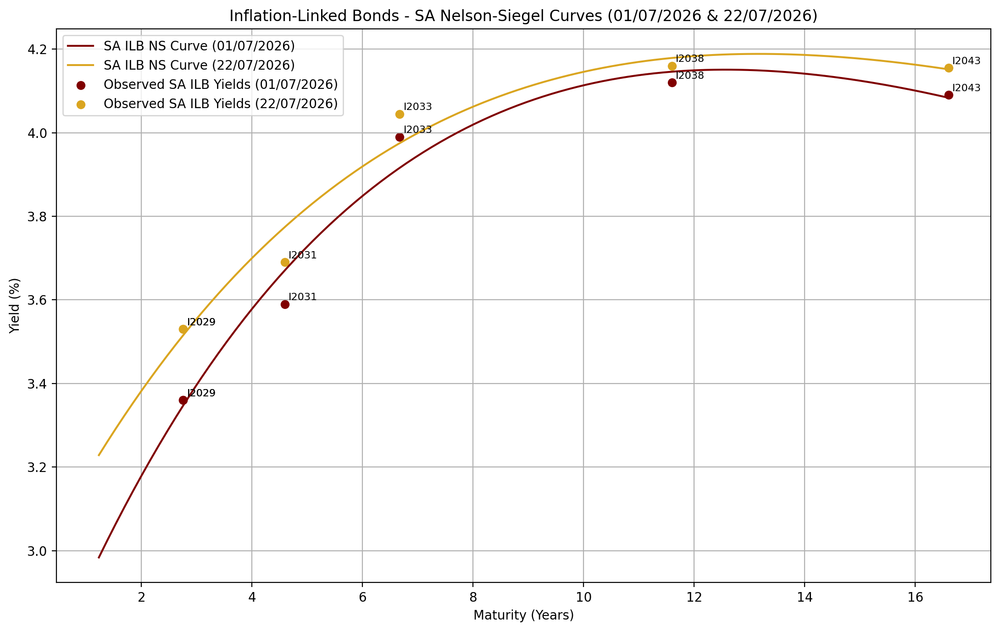 Inflation-Linked Bonds - SA Nelson-Siegel Curves (01/07/2026 & 22/07/2026)
SA ILB NS Curve (01/07/2026)
SA ILB NS Curve (22/07/2026)
Observed SA ILB Yields (01/07/2026)
Observed SA ILB Yields (22/07/2026)
4.2
4.0
3.8
3.6
3.4
3.2
3.0
Yield (%)
I2038
I2043
I2038
I2043
I2033
I2033
I2031
I2031
I2029
I2029
2 4 6 8 10 12 14 16
Maturity (Years)